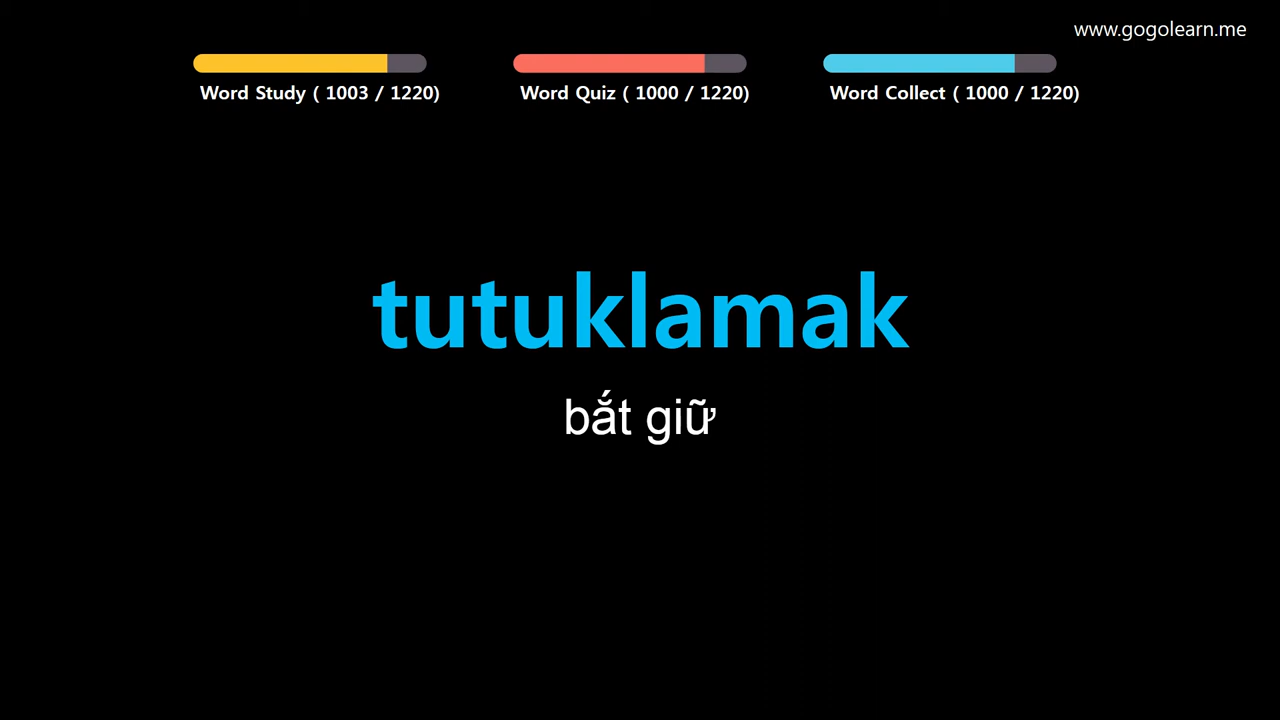 www.gogolearn.me
Word Study ( 1003 / 1220)
Word Quiz ( 1000 / 1220)
Word Collect ( 1000 / 1220)
tutuklamak
bắt giữ